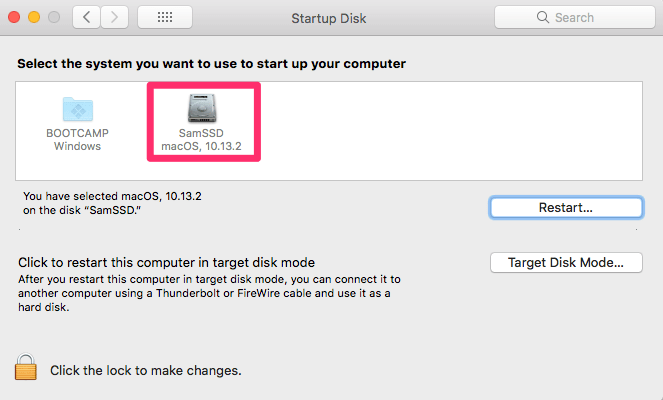 Startup Disk
Search
Select the system you want to use to start up your computer
BOOTCAMP
Windows
SamSSD
macOS, 10.13.2
You have selected macOS, 10.13.2
on the disk “SamSSD.”
Restart...
Click to restart this computer in target disk mode
Target Disk Mode...
After you restart this computer in target disk mode, you can connect it to
another computer using a Thunderbolt or FireWire cable and use it as a
hard disk.
Click the lock to make changes.